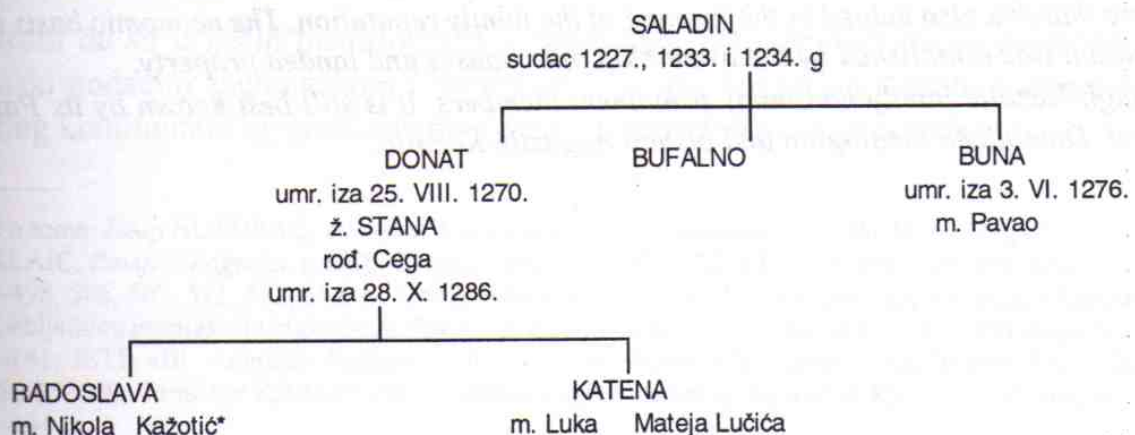 SALADIN
sudac 1227., 1233. i 1234. g
DONAT
umr. iza 25. VIII. 1270.
ž. STANA
rođ. Cega
umr. iza 28. X. 1286.
BUFALNO
BUNA
umr. iza 3. VI. 1276.
m. Pavao
RADOSLAVA
m. Nikola Kažotić*
KATENA
m. Luka Mateja Lučića